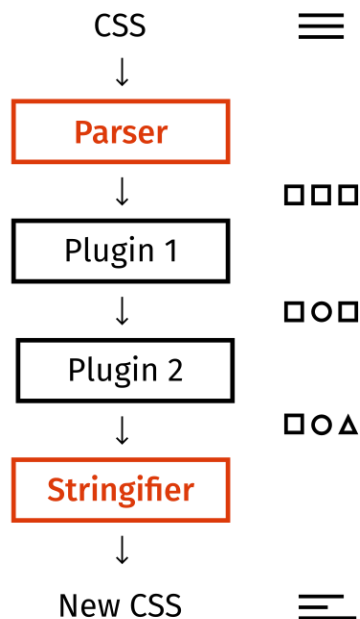 CSS
Parser
Plugin 1
Plugin 2
Stringifier
New CSS